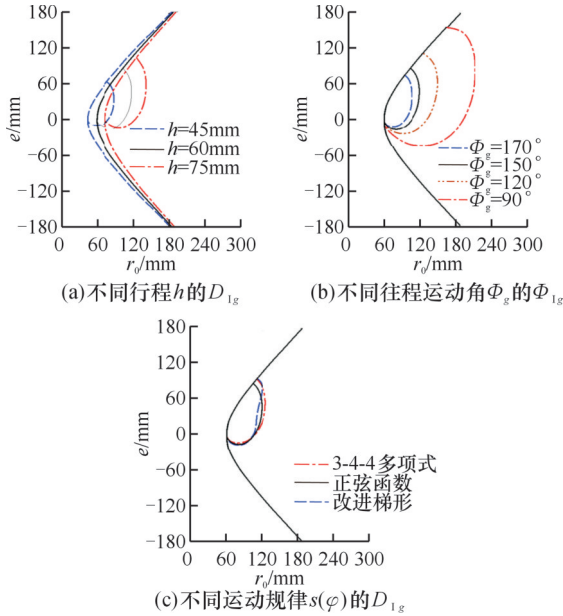 180
120
60
0
−60
−120
−180
e/mm
h=45mm
h=60mm
h=75mm
0 60 120 180 240 300
r₀/mm
(a)不同行程h的D₁g
180
120
60
0
−60
−120
−180
e/mm
Φg=170°
Φg=150°
Φg=120°
Φg=90°
0 60 120 180 240 300
r₀/mm
(b)不同往程运动角Φg的Φ₁g
180
120
60
0
−60
−120
−180
e/mm
3-4-4多项式
正弦函数
改进梯形
0 60 120 180 240 300
r₀/mm
(c)不同运动规律s(φ)的D₁g